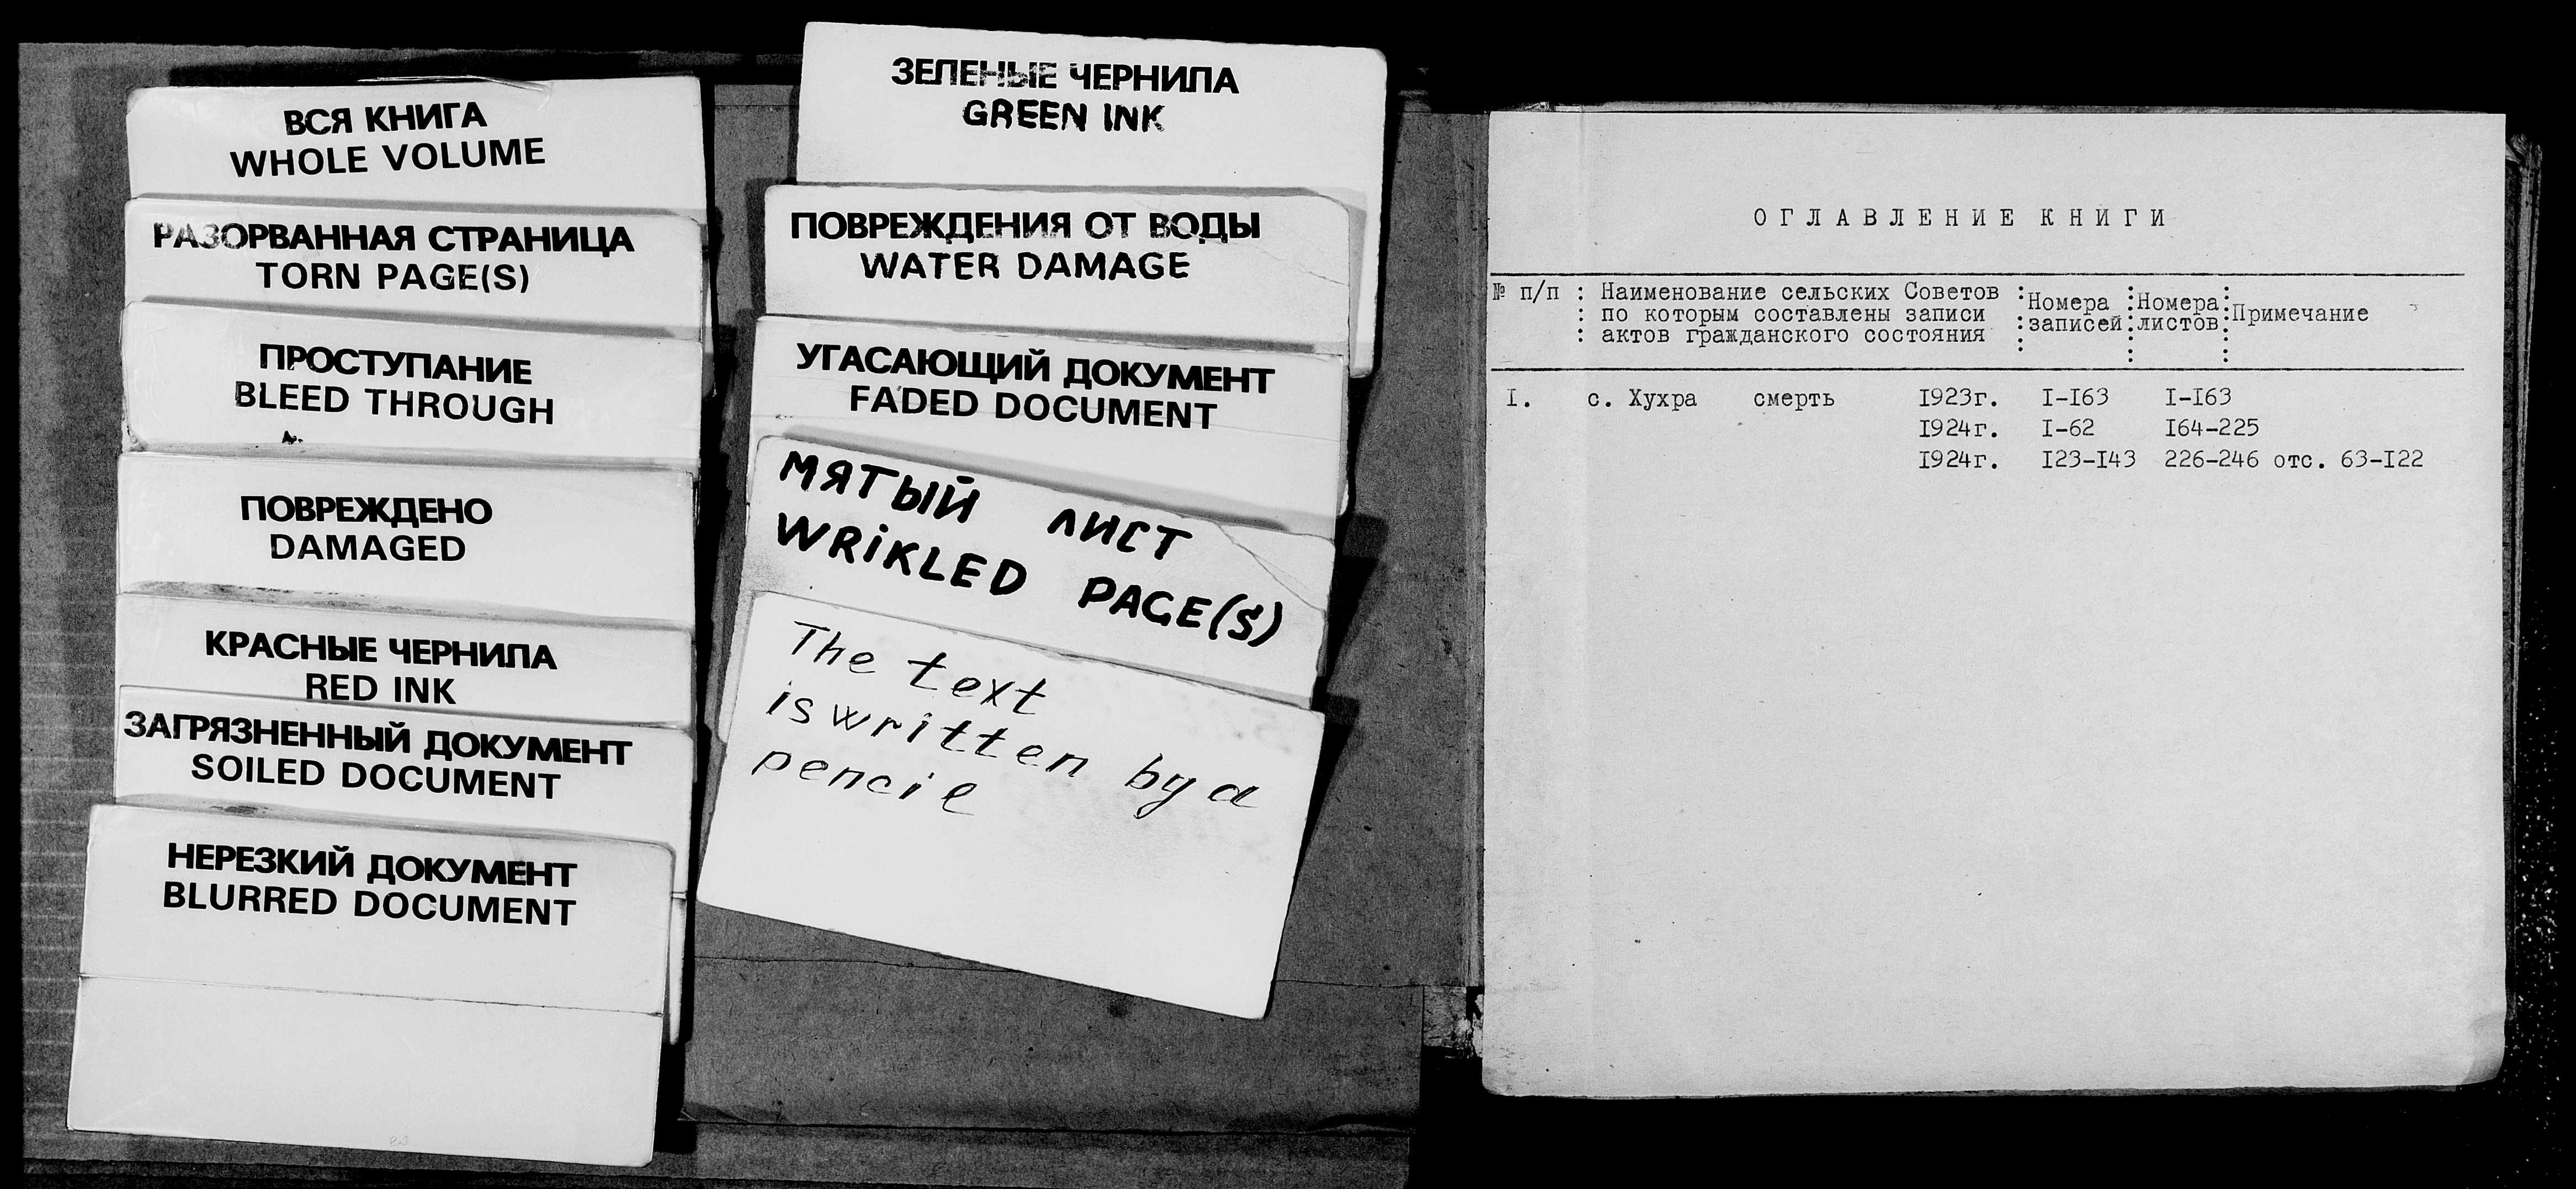 ВСЯ КНИГА
WHOLE VOLUME
РАЗОРВАННАЯ СТРАНИЦА
TORN PAGE(S)
ПРОСТУПАНИЕ
BLEED THROUGH
ПОВРЕЖДЕНО
DAMAGED
КРАСНЫЕ ЧЕРНИЛА
RED INK
ЗАГРЯЗНЕННЫЙ ДОКУМЕНТ
SOILED DOCUMENT
НЕРЕЗКИЙ ДОКУМЕНТ
BLURRED DOCUMENT
ЗЕЛЕНЫЕ ЧЕРНИЛА
GREEN INK
ПОВРЕЖДЕНИЯ ОТ ВОДЫ
WATER DAMAGE
УГАСАЮЩИЙ ДОКУМЕНТ
FADED DOCUMENT
МЯТЫЙ ЛИСТ
WRIKLED PAGE(S)
The text
is written by a
pencil
ОГЛАВЛЕНИЕ КНИГИ
№ п/п : Наименование сельских Советов : Номера : Номера : Примечание
: по которым составлены записи : записей : листов :
: актов гражданского состояния : : :
I. с. Хухра смерть I923г. I-I63 I-I63
I924г. I-62 I64-225
I924г. I23-I43 226-246 отс. 63-I22